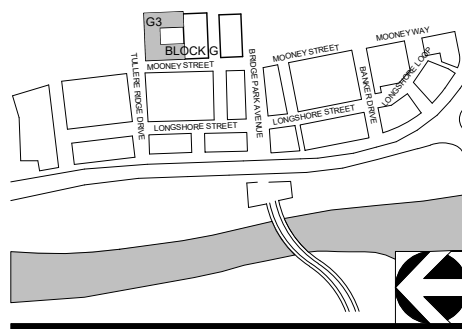 G3
BLOCK G
MOONEY STREET
MOONEY STREET
MOONEY WAY
TULLERE RIDGE DRIVE
BRIDGE PARK AVENUE
BANKER DRIVE
LONGSHORE LOOP
LONGSHORE STREET
LONGSHORE STREET